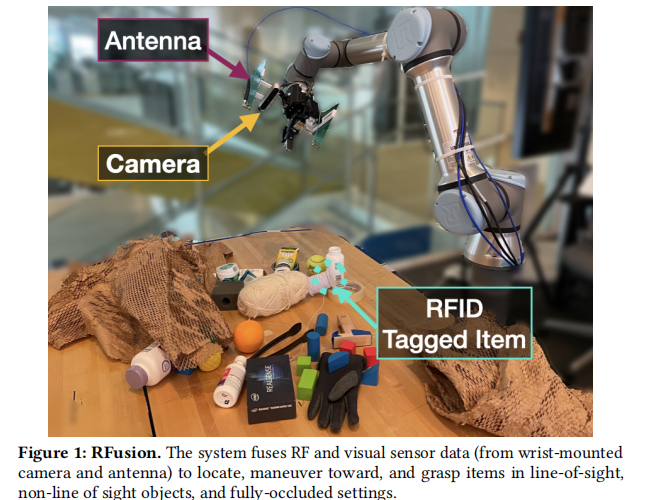 Antenna
Camera
RFID
Tagged Item
REALSENSE
Figure 1: RFusion. The system fuses RF and visual sensor data (from wrist-mounted
camera and antenna) to locate, maneuver toward, and grasp items in line-of-sight,
non-line of sight objects, and fully-occluded settings.